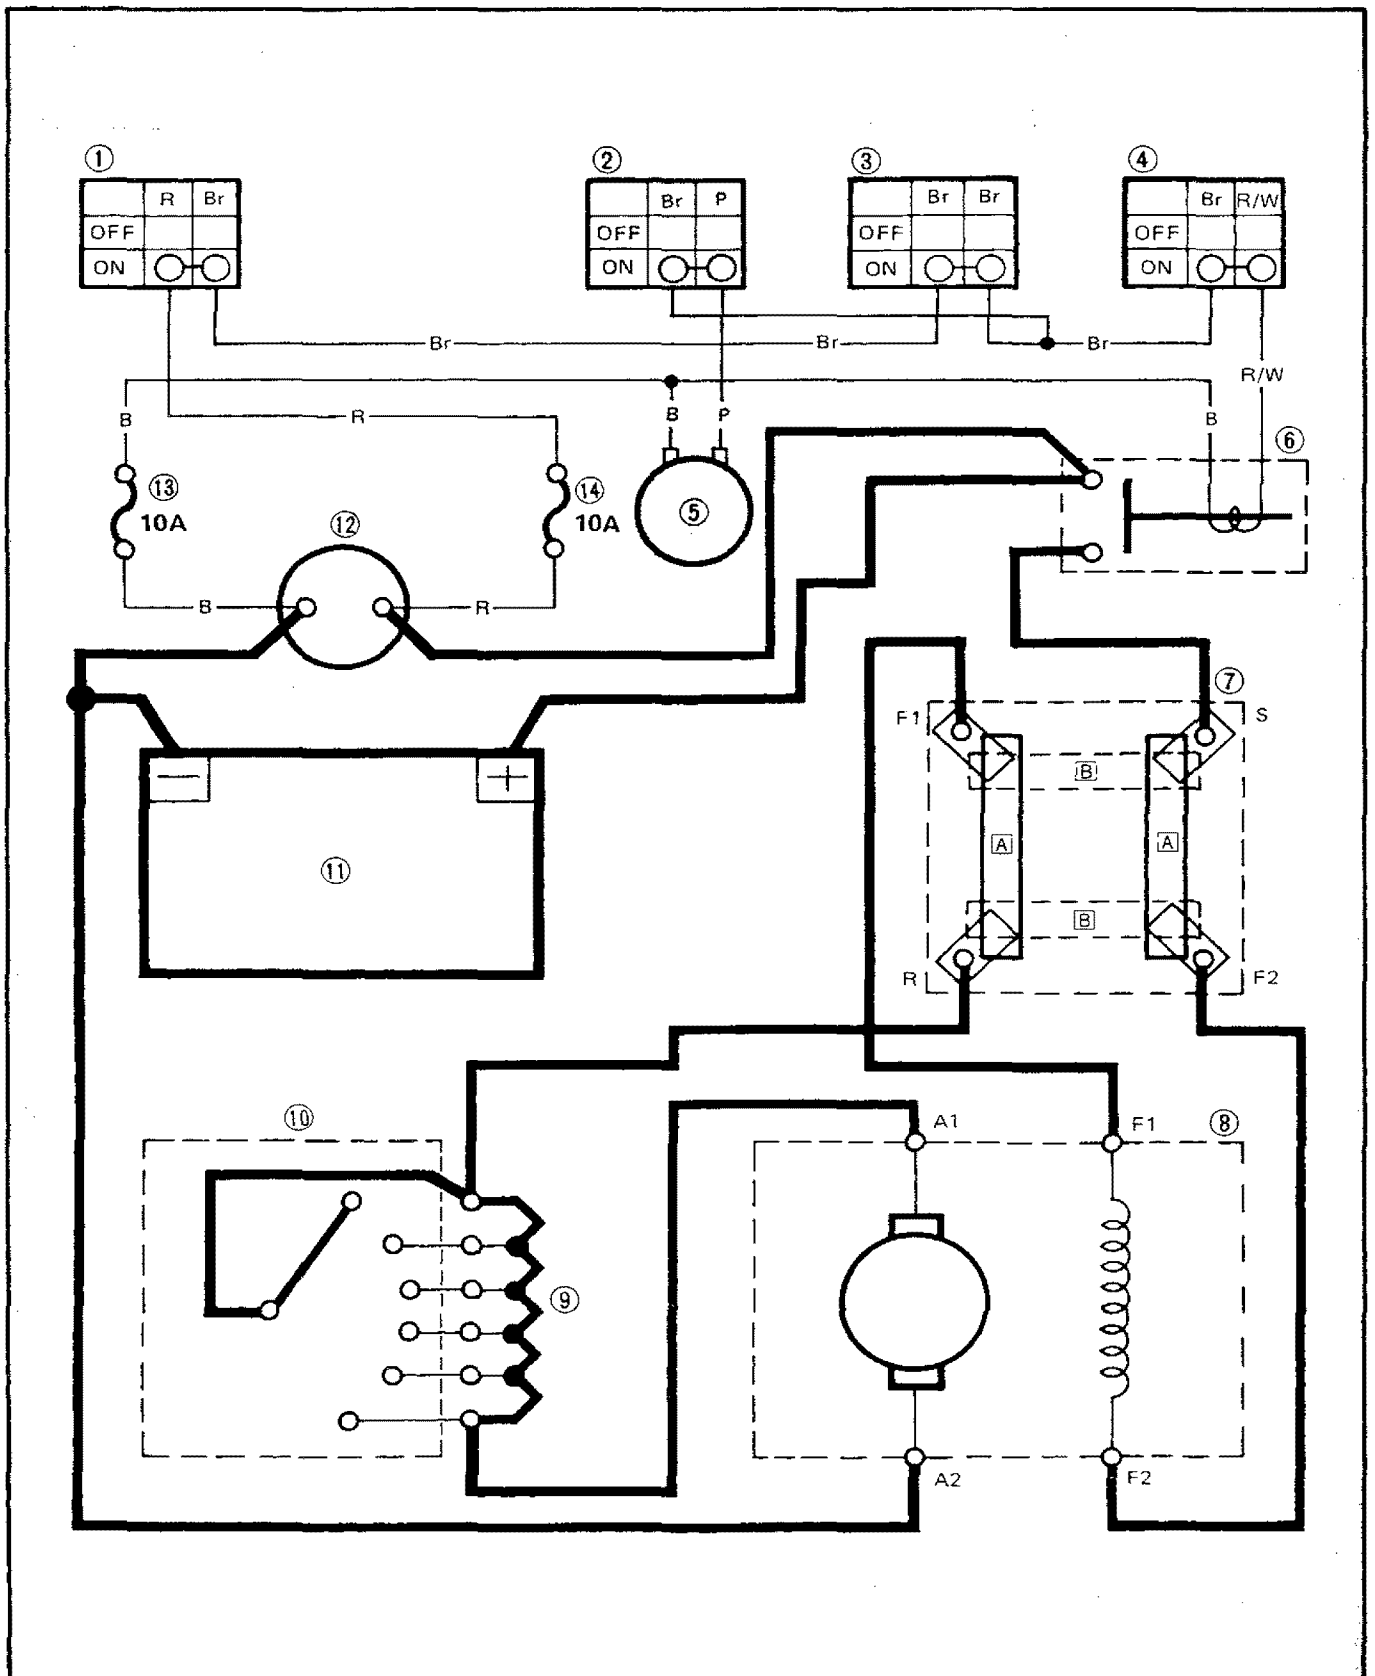 ① ② ③ ④
R Br
OFF
ON
Br P
OFF
ON
Br Br
OFF
ON
Br R/W
OFF
ON
Br Br Br
R/W
B R B P B
⑥
⑬ 10A
⑭ 10A
⑤
⑫
B R
⑦
F1 S
B
A A
B
R F2
− +
⑪
⑩
A1 F1 ⑧
⑨
A2 F2